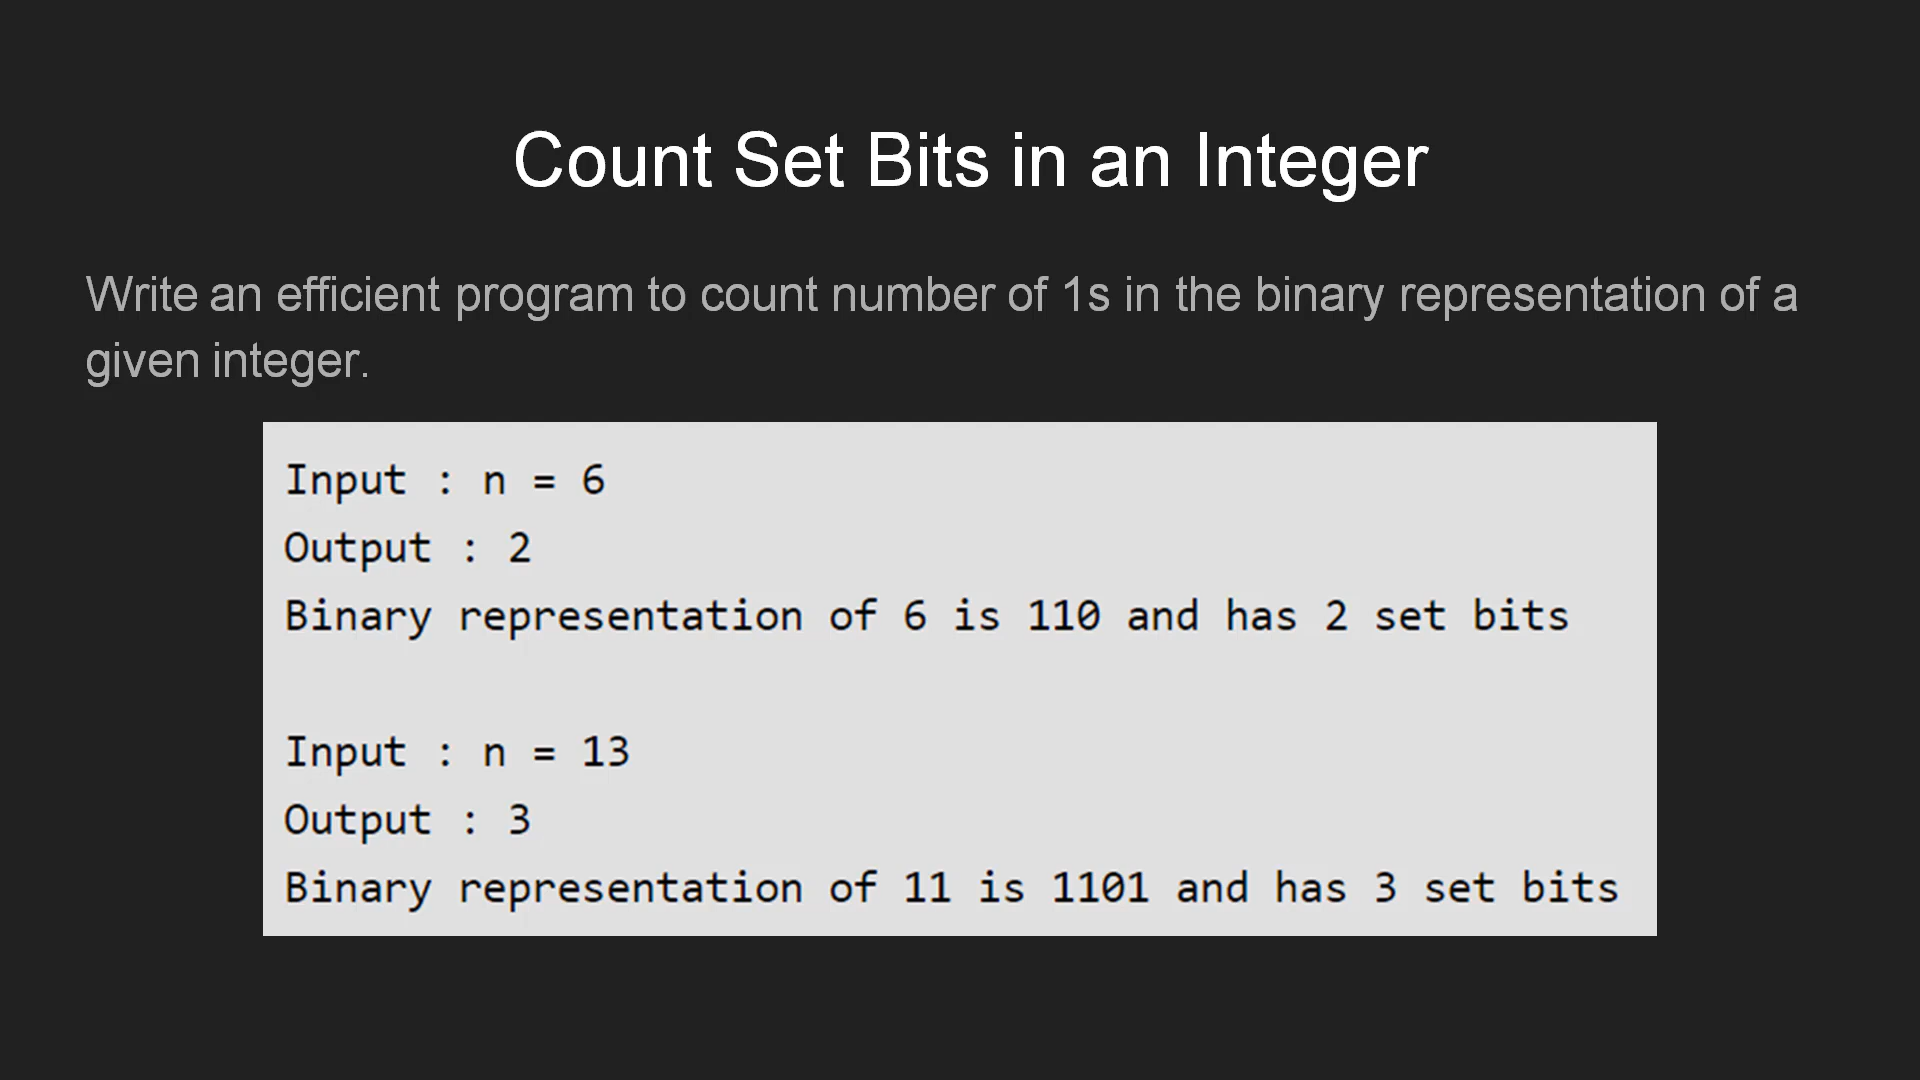 Count Set Bits in an Integer
Write an efficient program to count number of 1s in the binary representation of a
given integer.
Input : n = 6
Output : 2
Binary representation of 6 is 110 and has 2 set bits
Input : n = 13
Output : 3
Binary representation of 11 is 1101 and has 3 set bits